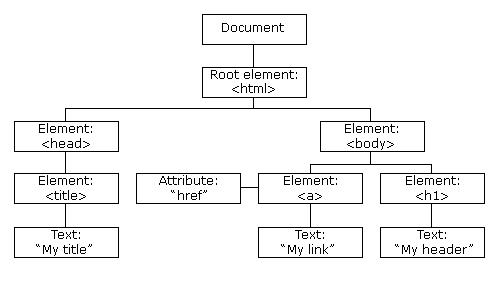 Document
Root element:
<html>
Element:
<head>
Element:
<body>
Element:
<title>
Attribute:
“href”
Element:
<a>
Element:
<h1>
Text:
“My title”
Text:
“My link”
Text:
“My header”